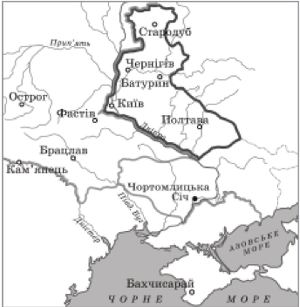 Стародуб
Прип'ять
Чернігів
Батурин
Острог
Київ
Фастів
Полтава
Дніпро
Брацлав
Кам'янець
Чортомлицька
Січ
Півд. Буг
Дністер
АЗОВСЬКЕ
МОРЕ
Бахчисарай
ЧОРНЕ МОРЕ